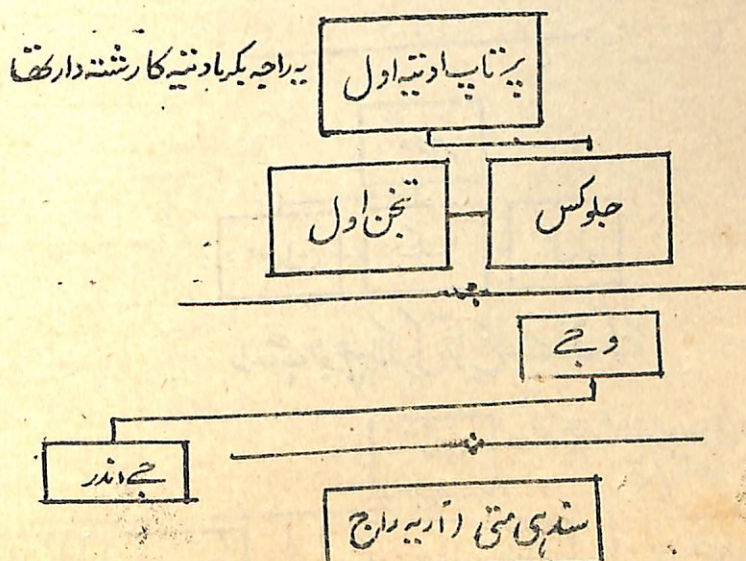 پرتاپ ادتیہ اول یہ راجہ بکرمادتیہ کا رشتہ دار تھا
جلوکس تنجن اول
وجے
جے اندر
سندہی متی (آریہ راج